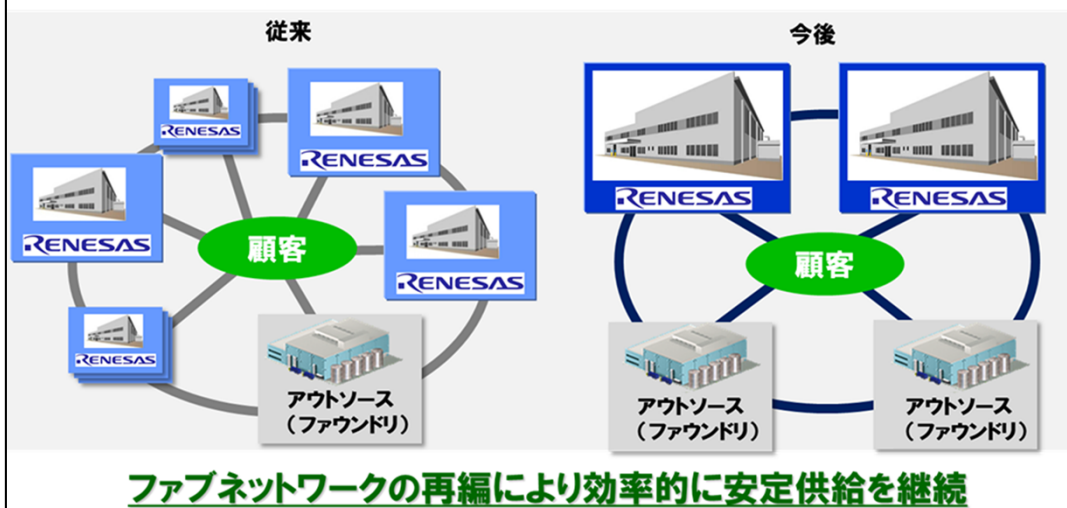 従来
RENESAS
RENESAS
RENESAS
RENESAS
RENESAS
顧客
アウトソース
(ファウンドリ)
今後
RENESAS
RENESAS
顧客
アウトソース
(ファウンドリ)
アウトソース
(ファウンドリ)
ファブネットワークの再編により効率的に安定供給を継続